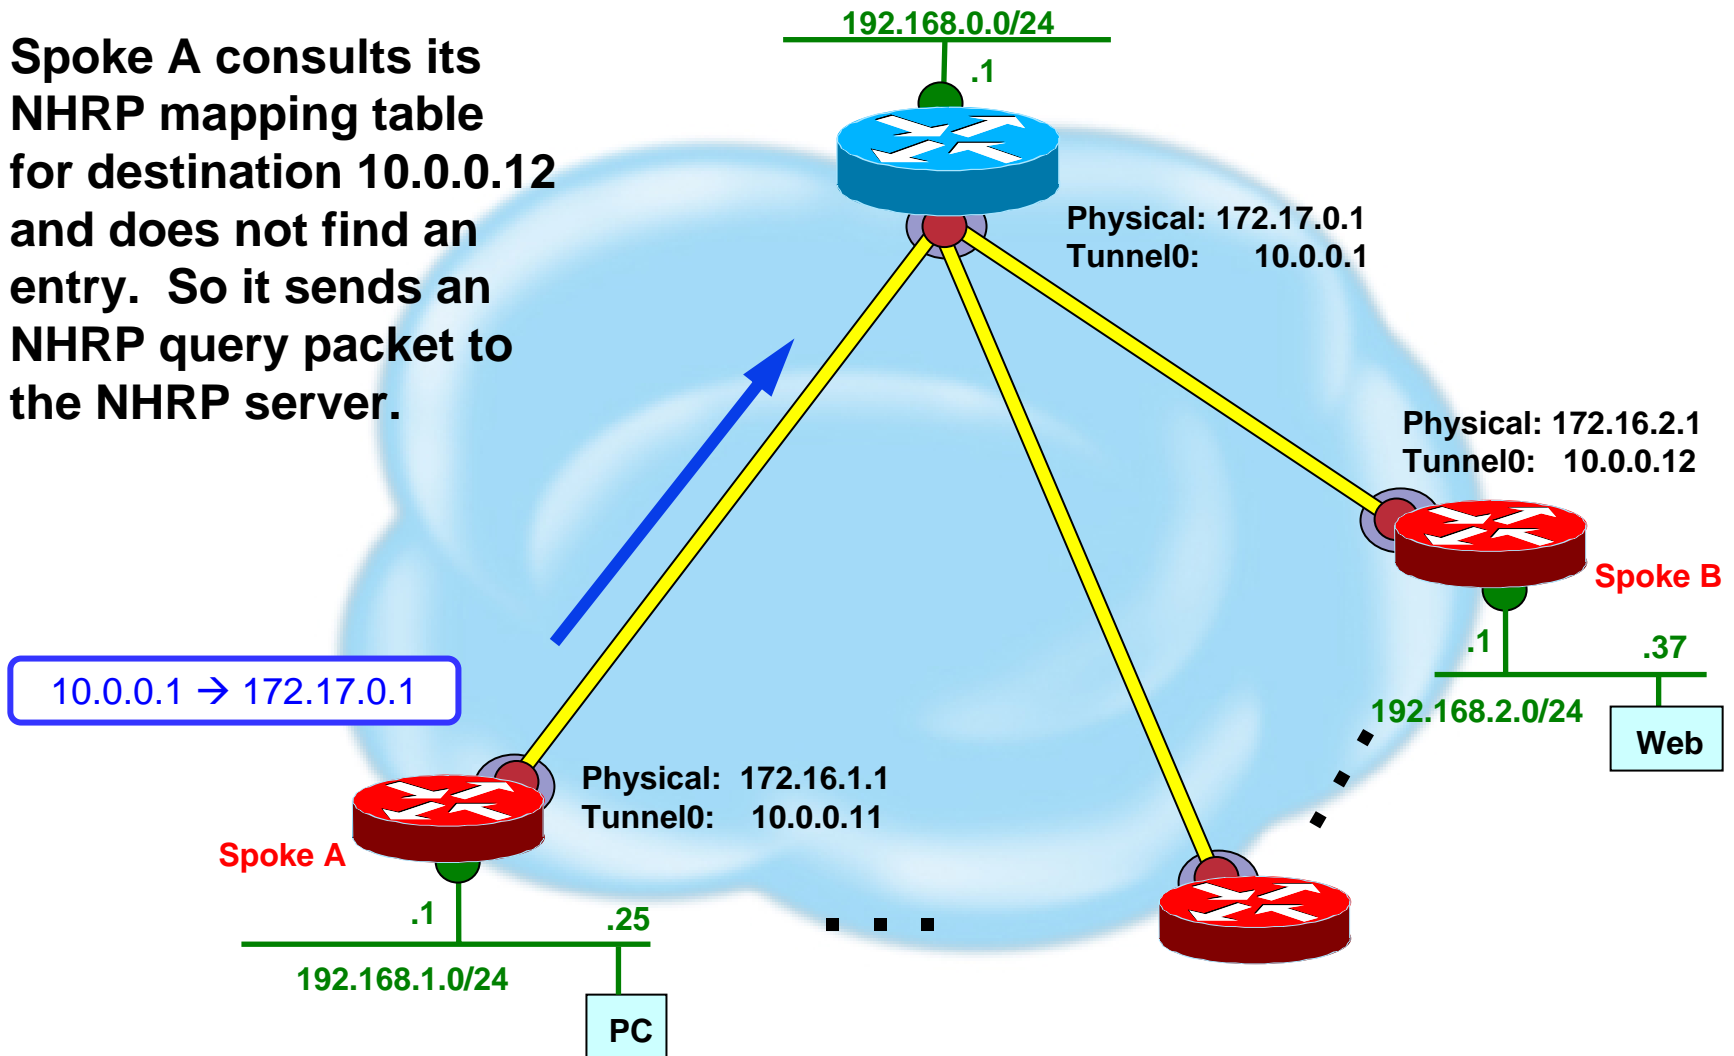 Spoke A consults its
NHRP mapping table
for destination 10.0.0.12
and does not find an
entry.  So it sends an
NHRP query packet to
the NHRP server.
192.168.0.0/24
.1
Physical: 172.17.0.1
Tunnel0: 10.0.0.1
Physical: 172.16.2.1
Tunnel0: 10.0.0.12
Spoke B
.1
.37
192.168.2.0/24
Web
10.0.0.1 → 172.17.0.1
Physical: 172.16.1.1
Tunnel0: 10.0.0.11
Spoke A
.1
.25
192.168.1.0/24
PC